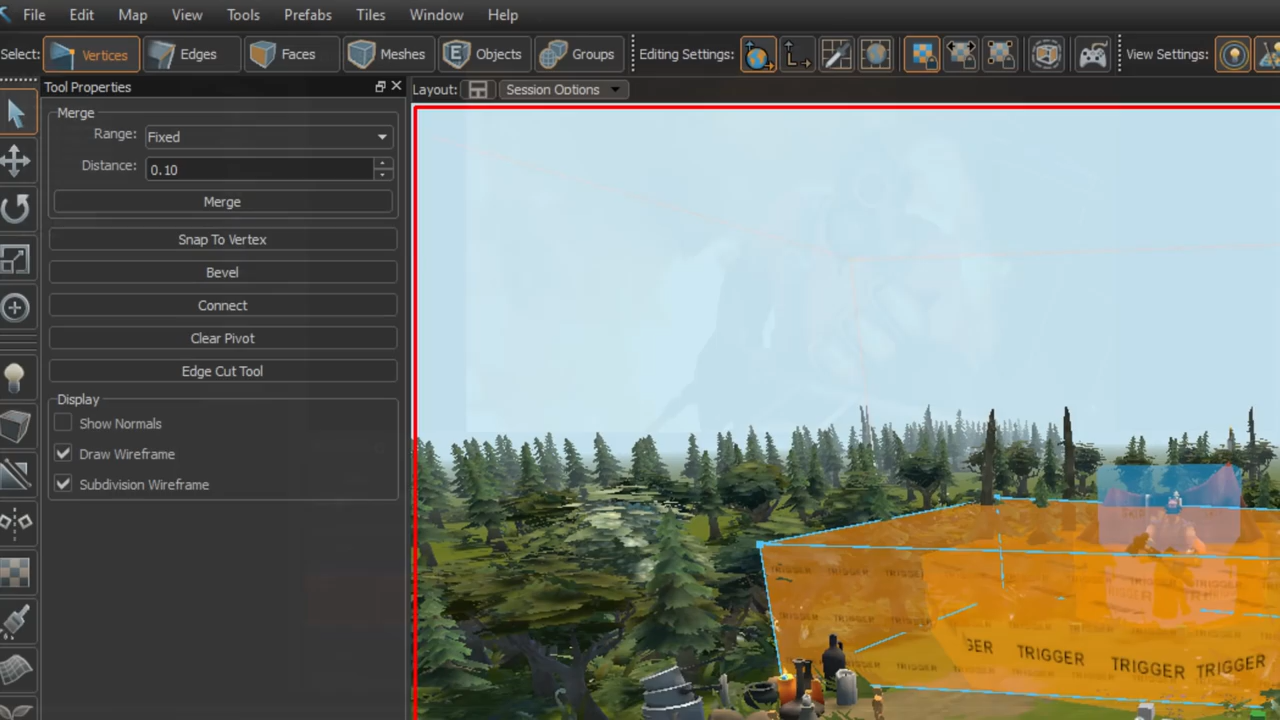 File Edit Map View Tools Prefabs Tiles Window Help
Select: Vertices Edges Faces Meshes Objects Groups Editing Settings: View Settings:
Tool Properties
Layout: Session Options
Merge
Range: Fixed
Distance: 0.10
Merge
Snap To Vertex
Bevel
Connect
Clear Pivot
Edge Cut Tool
Display
Show Normals
Draw Wireframe
Subdivision Wireframe
TRIGGER TRIGGER
GER TRIGGER TRIGGER TRIGGER